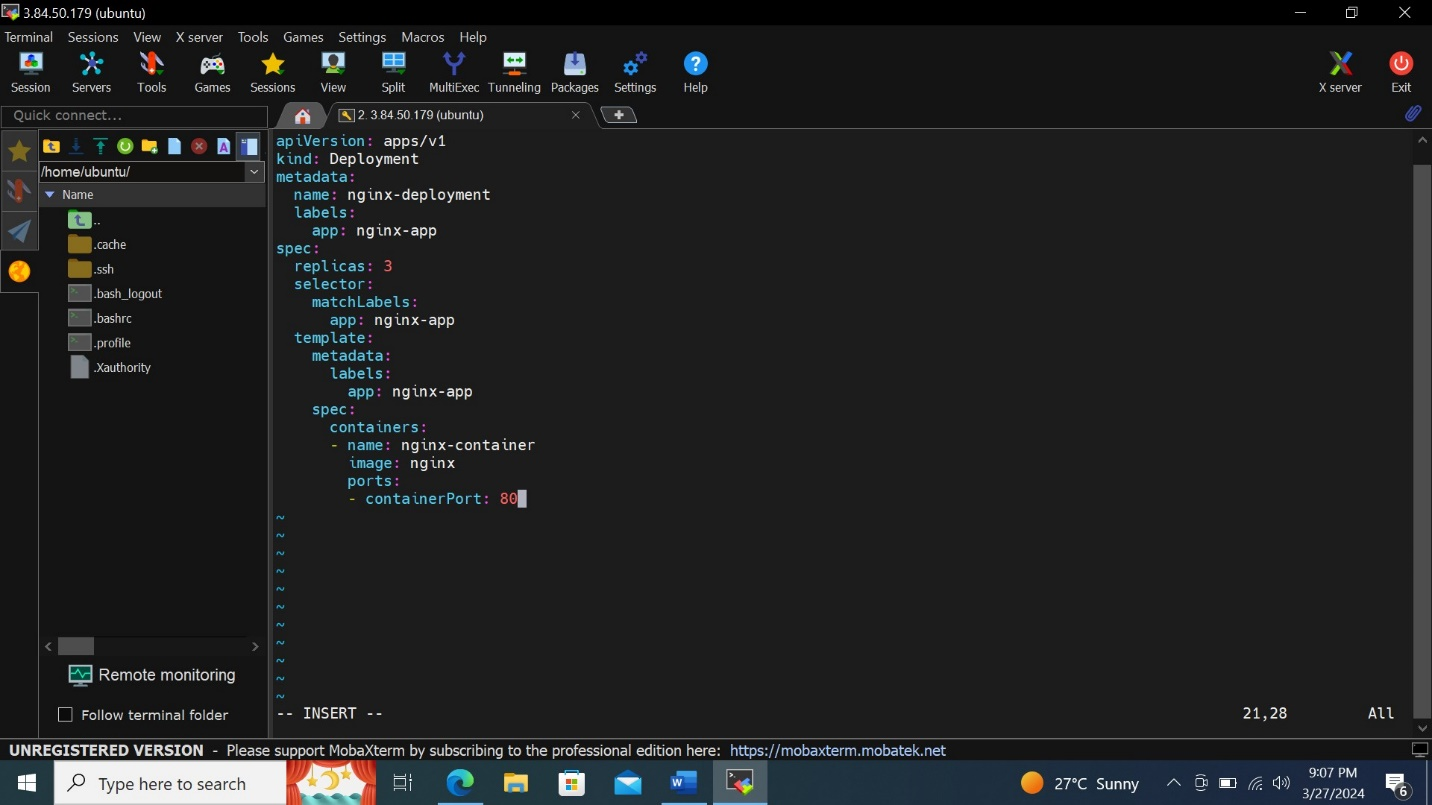 3.84.50.179 (ubuntu)
Terminal Sessions View X server Tools Games Settings Macros Help
Session Servers Tools Games Sessions View Split MultiExec Tunneling Packages Settings Help X server Exit
Quick connect...
2. 3.84.50.179 (ubuntu)
/home/ubuntu/
Name
..
.cache
.ssh
.bash_logout
.bashrc
.profile
.Xauthority
Remote monitoring
Follow terminal folder
apiVersion: apps/v1
kind: Deployment
metadata:
  name: nginx-deployment
  labels:
    app: nginx-app
spec:
  replicas: 3
  selector:
    matchLabels:
      app: nginx-app
  template:
    metadata:
      labels:
        app: nginx-app
    spec:
      containers:
      - name: nginx-container
        image: nginx
        ports:
        - containerPort: 80
~
~
~
~
~
~
~
~
~
~
~
-- INSERT -- 21,28 All
UNREGISTERED VERSION - Please support MobaXterm by subscribing to the professional edition here: https://mobaxterm.mobatek.net
Type here to search
27°C Sunny
9:07 PM
3/27/2024
6